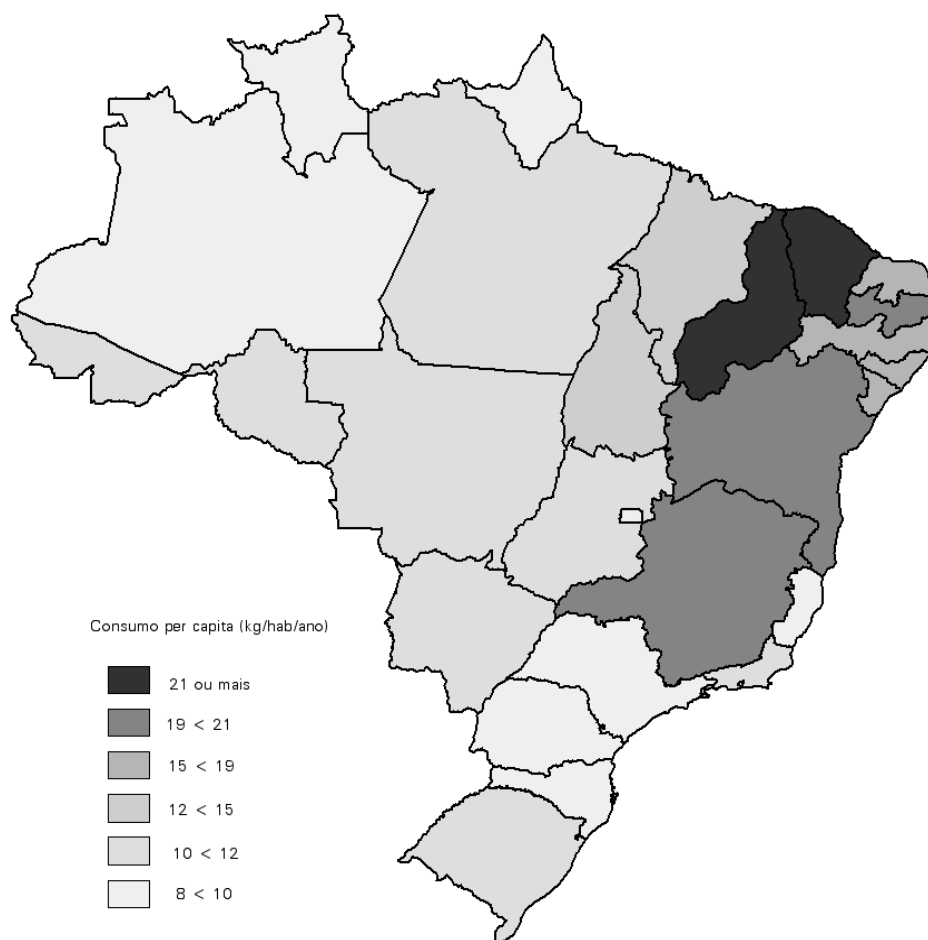 Consumo per capita (kg/hab/ano)
21 ou mais
19 < 21
15 < 19
12 < 15
10 < 12
8 < 10